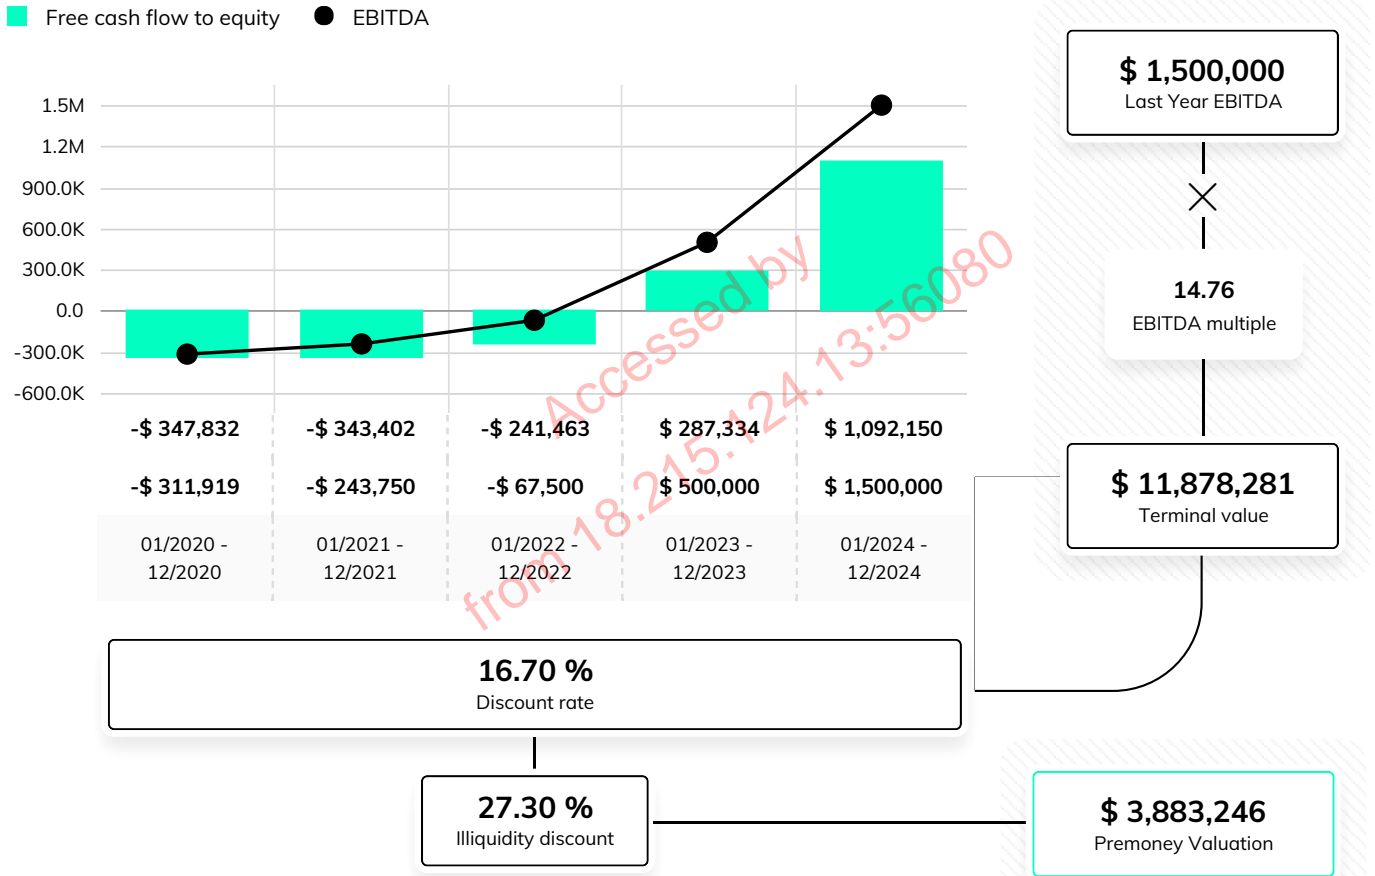 Free cash flow to equity
EBITDA
1.5M
1.2M
900.0K
600.0K
300.0K
0.0
-300.0K
-600.0K
-$ 347,832 -$ 343,402 -$ 241,463 $ 287,334 $ 1,092,150
-$ 311,919 -$ 243,750 -$ 67,500 $ 500,000 $ 1,500,000
01/2020 - 01/2021 - 01/2022 - 01/2023 - 01/2024 -
12/2020 12/2021 12/2022 12/2023 12/2024
$ 1,500,000
Last Year EBITDA
14.76
EBITDA multiple
$ 11,878,281
Terminal value
16.70 %
Discount rate
27.30 %
Illiquidity discount
$ 3,883,246
Premoney Valuation
Accessed by
from 18.215.124.13:56080